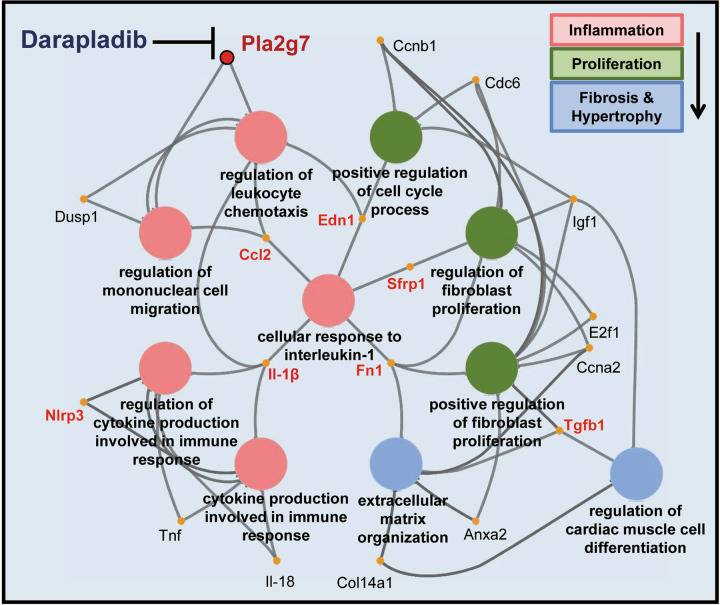 Darapladib
Pla2g7
Ccnb1
Inflammation
Proliferation
Fibrosis &
Hypertrophy
Cdc6
regulation of
leukocyte
chemotaxis
positive regulation
of cell cycle
process
Dusp1
Edn1
Igf1
Ccl2
regulation of
mononuclear cell
migration
Sfrp1
regulation of
fibroblast
proliferation
cellular response to
interleukin-1
E2f1
Ccna2
Il-1β
Fn1
Nlrp3
regulation of
cytokine production
involved in immune
response
positive regulation
of fibroblast
proliferation
Tgfb1
cytokine production
involved in immune
response
extracellular
matrix
organization
regulation of
cardiac muscle cell
differentiation
Tnf
Anxa2
Il-18
Col14a1